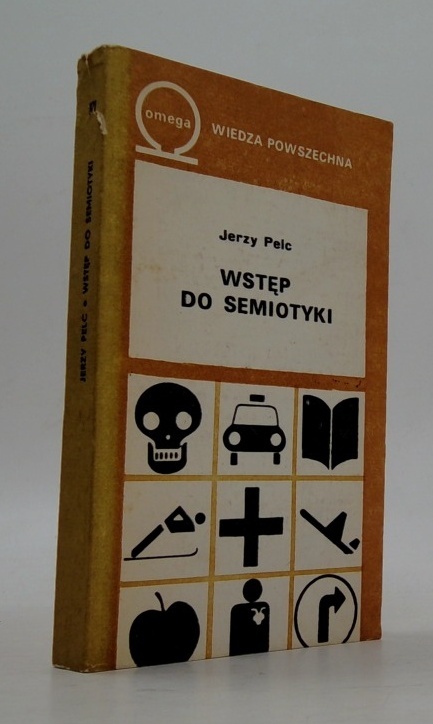 omega
WIEDZA POWSZECHNA
Jerzy Pelc
WSTĘP
DO SEMIOTYKI
JERZY PELC • WSTĘP DO SEMIOTYKI